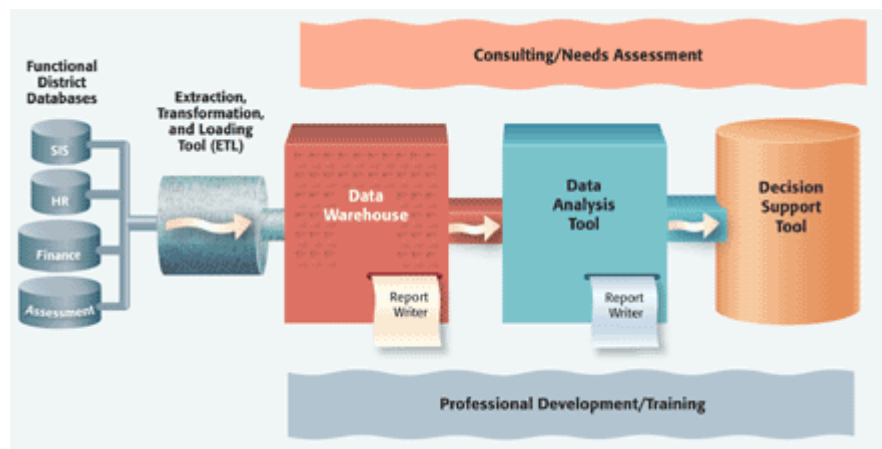 Consulting/Needs Assessment
Functional
District
Databases
SIS
HR
Finance
Assessment
Extraction,
Transformation,
and Loading
Tool (ETL)
Data
Warehouse
Report
Writer
Data
Analysis
Tool
Report
Writer
Decision
Support
Tool
Professional Development/Training